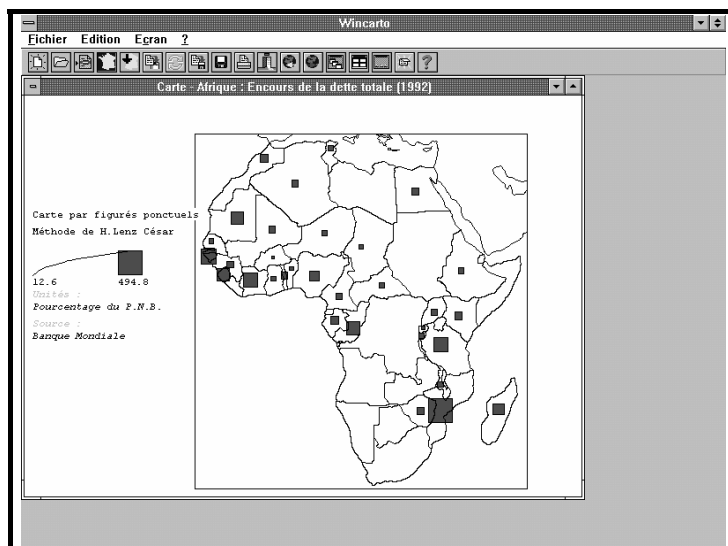 Wincarto
Fichier Edition Ecran ?
Carte - Afrique : Encours de la dette totale (1992)
Carte par figurés ponctuels
Méthode de H.Lenz César
12.6 494.8
Unités :
Pourcentage du P.N.B.
Source :
Banque Mondiale